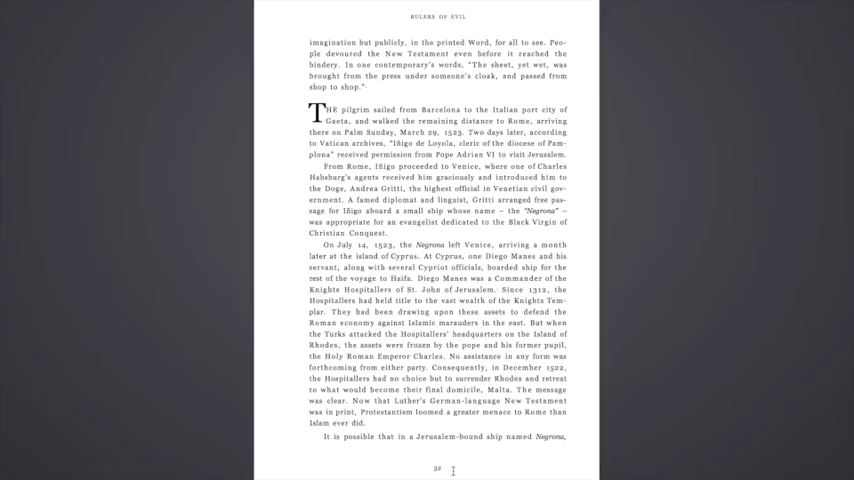 RULERS OF EVIL
imagination but publicly, in the printed Word, for all to see. Peo-
ple devoured the New Testament even before it reached the
bindery. In one contemporary's words, "The sheet, yet wet, was
brought from the press under someone's cloak, and passed from
shop to shop."
THE pilgrim sailed from Barcelona to the Italian port city of
Gaeta, and walked the remaining distance to Rome, arriving
there on Palm Sunday, March 29, 1523. Two days later, according
to Vatican archives, "Iñigo de Loyola, cleric of the diocese of Pam-
plona" received permission from Pope Adrian VI to visit Jerusalem.
From Rome, Iñigo proceeded to Venice, where one of Charles
Habsburg's agents received him graciously and introduced him to
the Doge, Andrea Gritti, the highest official in Venetian civil gov-
ernment. A famed diplomat and linguist, Gritti arranged free pas-
sage for Iñigo aboard a small ship whose name – the "Negrona" –
was appropriate for an evangelist dedicated to the Black Virgin of
Christian Conquest.
On July 14, 1523, the Negrona left Venice, arriving a month
later at the island of Cyprus. At Cyprus, one Diego Manes and his
servant, along with several Cypriot officials, boarded ship for the
rest of the voyage to Haifa. Diego Manes was a Commander of the
Knights Hospitallers of St. John of Jerusalem. Since 1312, the
Hospitallers had held title to the vast wealth of the Knights Tem-
plar. They had been drawing upon these assets to defend the
Roman economy against Islamic marauders in the east. But when
the Turks attacked the Hospitallers' headquarters on the Island of
Rhodes, the assets were frozen by the pope and his former pupil,
the Holy Roman Emperor Charles. No assistance in any form was
forthcoming from either party. Consequently, in December 1522,
the Hospitallers had no choice but to surrender Rhodes and retreat
to what would become their final domicile, Malta. The message
was clear. Now that Luther's German-language New Testament
was in print, Protestantism loomed a greater menace to Rome than
Islam ever did.
It is possible that in a Jerusalem-bound ship named Negrona,
32